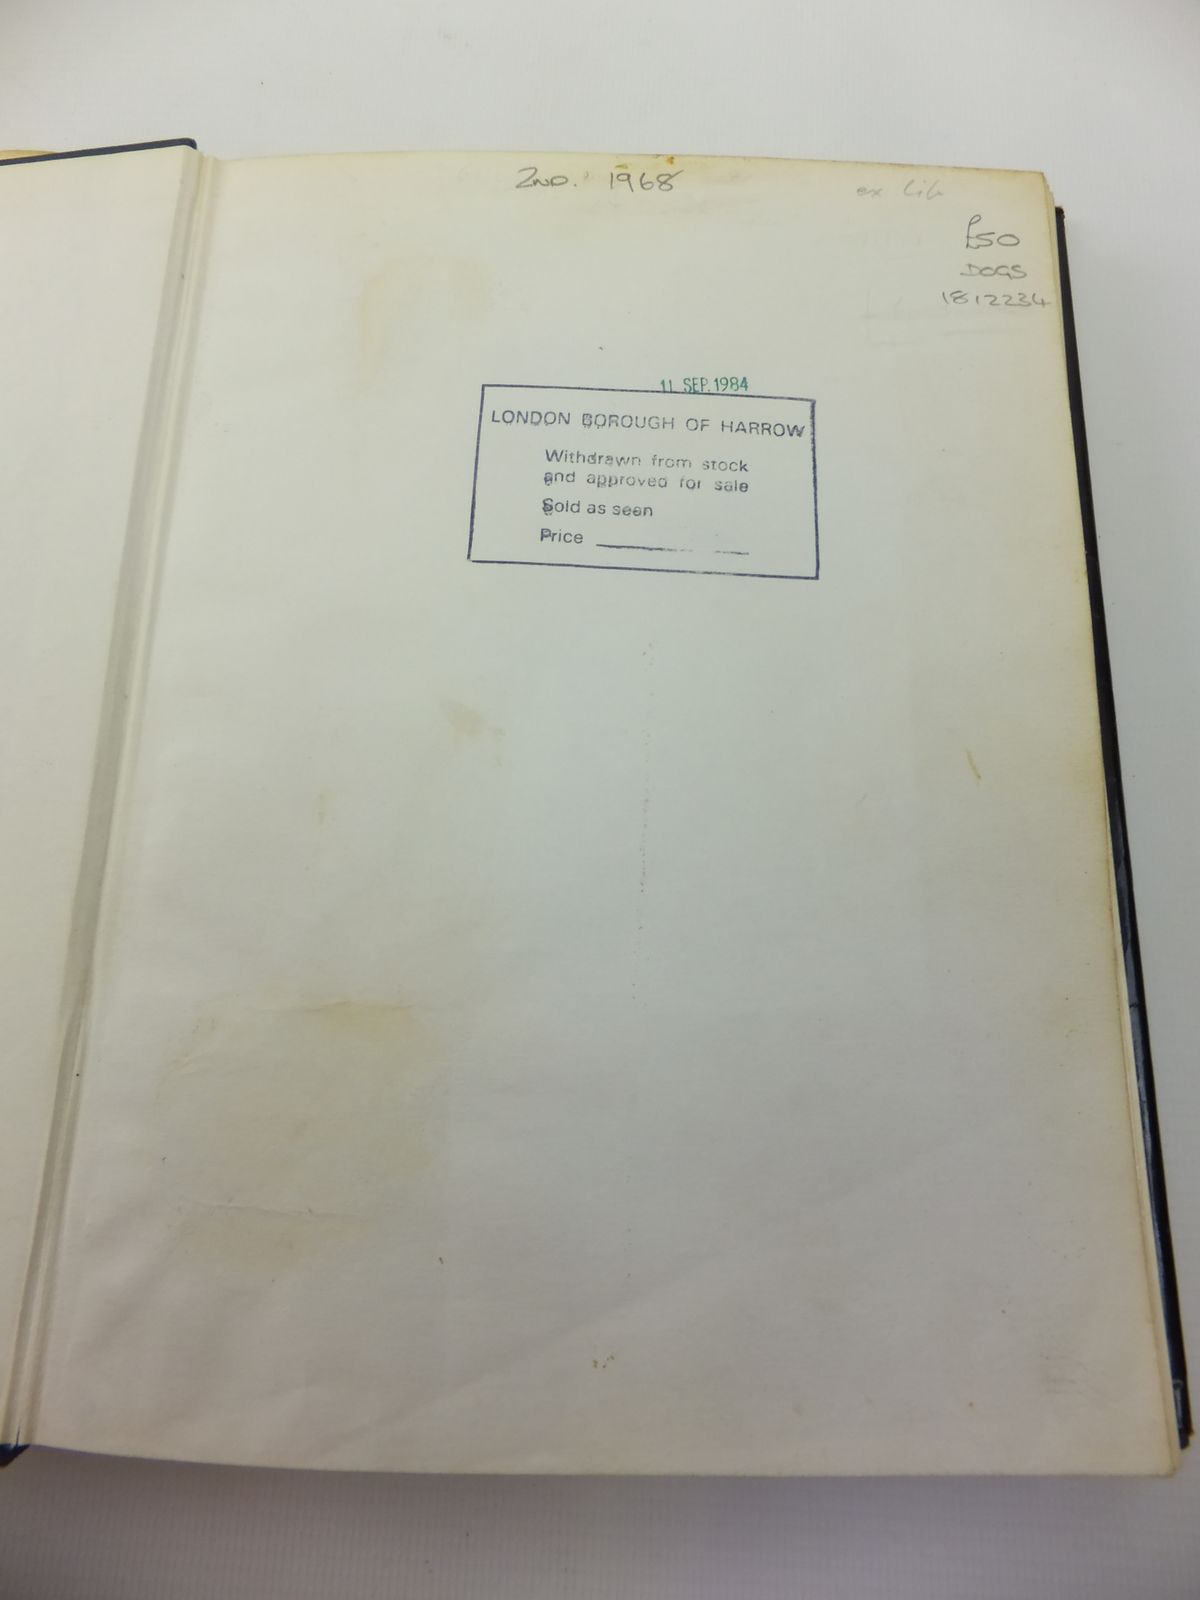 2ND. 1968
ex lib
£50
DOGS
1812234
11 SEP. 1984
LONDON BOROUGH OF HARROW
Withdrawn from stock
and approved for sale
Sold as seen
Price